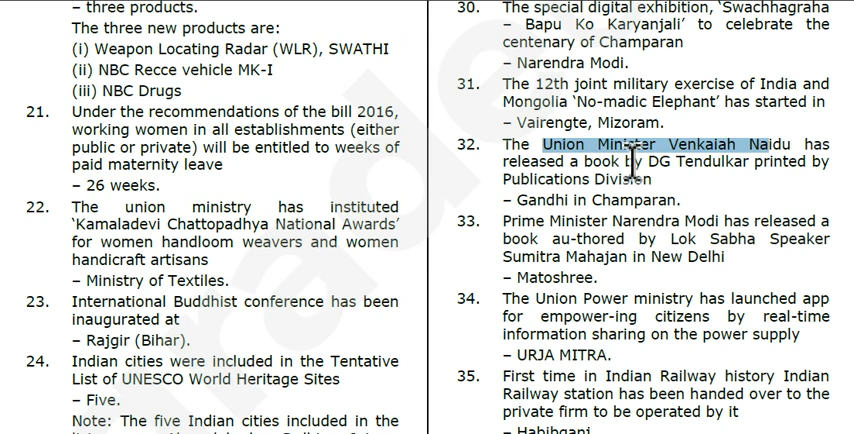 – three products.
The three new products are:
(i) Weapon Locating Radar (WLR), SWATHI
(ii) NBC Recce vehicle MK-I
(iii) NBC Drugs
21. Under the recommendations of the bill 2016,
working women in all establishments (either
public or private) will be entitled to weeks of
paid maternity leave
– 26 weeks.
22. The union ministry has instituted
‘Kamaladevi Chattopadhya National Awards’
for women handloom weavers and women
handicraft artisans
– Ministry of Textiles.
23. International Buddhist conference has been
inaugurated at
– Rajgir (Bihar).
24. Indian cities were included in the Tentative
List of UNESCO World Heritage Sites
– Five.
Note: The five Indian cities included in the
30. The special digital exhibition, ‘Swachhagraha
– Bapu Ko Karyanjali’ to celebrate the
centenary of Champaran
– Narendra Modi.
31. The 12th joint military exercise of India and
Mongolia ‘No-madic Elephant’ has started in
– Vairengte, Mizoram.
32. The Union Minister Venkaiah Naidu has
released a book by DG Tendulkar printed by
Publications Division
– Gandhi in Champaran.
33. Prime Minister Narendra Modi has released a
book au-thored by Lok Sabha Speaker
Sumitra Mahajan in New Delhi
– Matoshree.
34. The Union Power ministry has launched app
for empower-ing citizens by real-time
information sharing on the power supply
– URJA MITRA.
35. First time in Indian Railway history Indian
Railway station has been handed over to the
private firm to be operated by it
– Habibganj